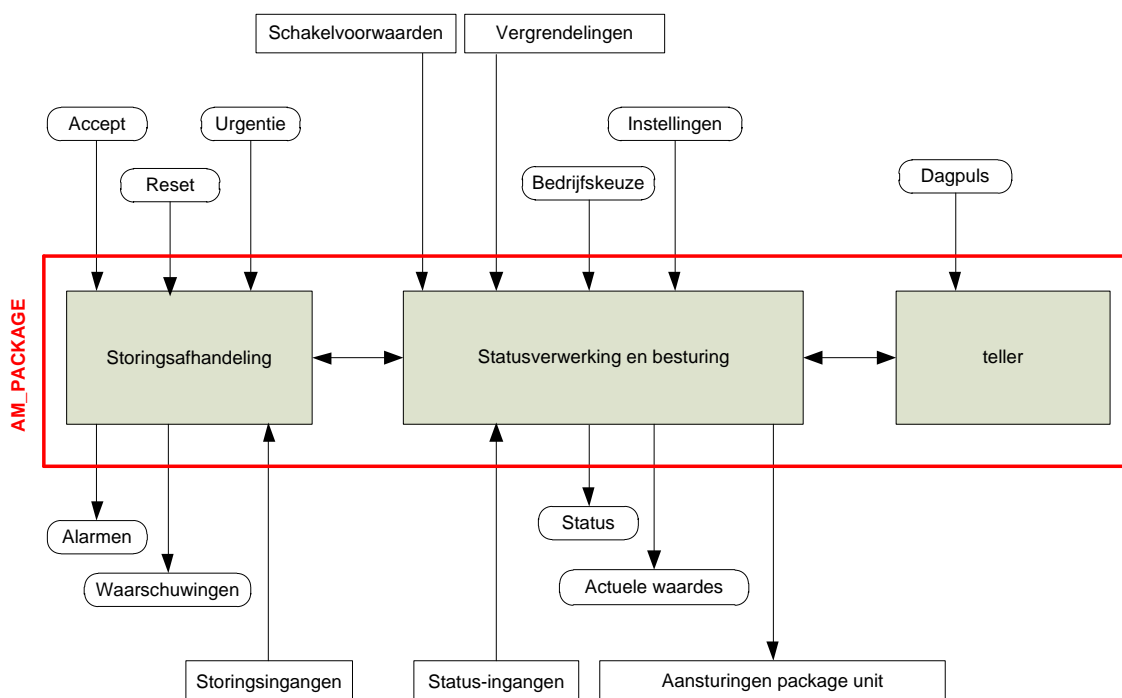 Schakelvoorwaarden
Vergrendelingen
Accept
Urgentie
Instellingen
Reset
Bedrijfskeuze
Dagpuls
AM_PACKAGE
Storingsafhandeling
Statusverwerking en besturing
teller
Alarmen
Status
Waarschuwingen
Actuele waardes
Storingsingangen
Status-ingangen
Aansturingen package unit